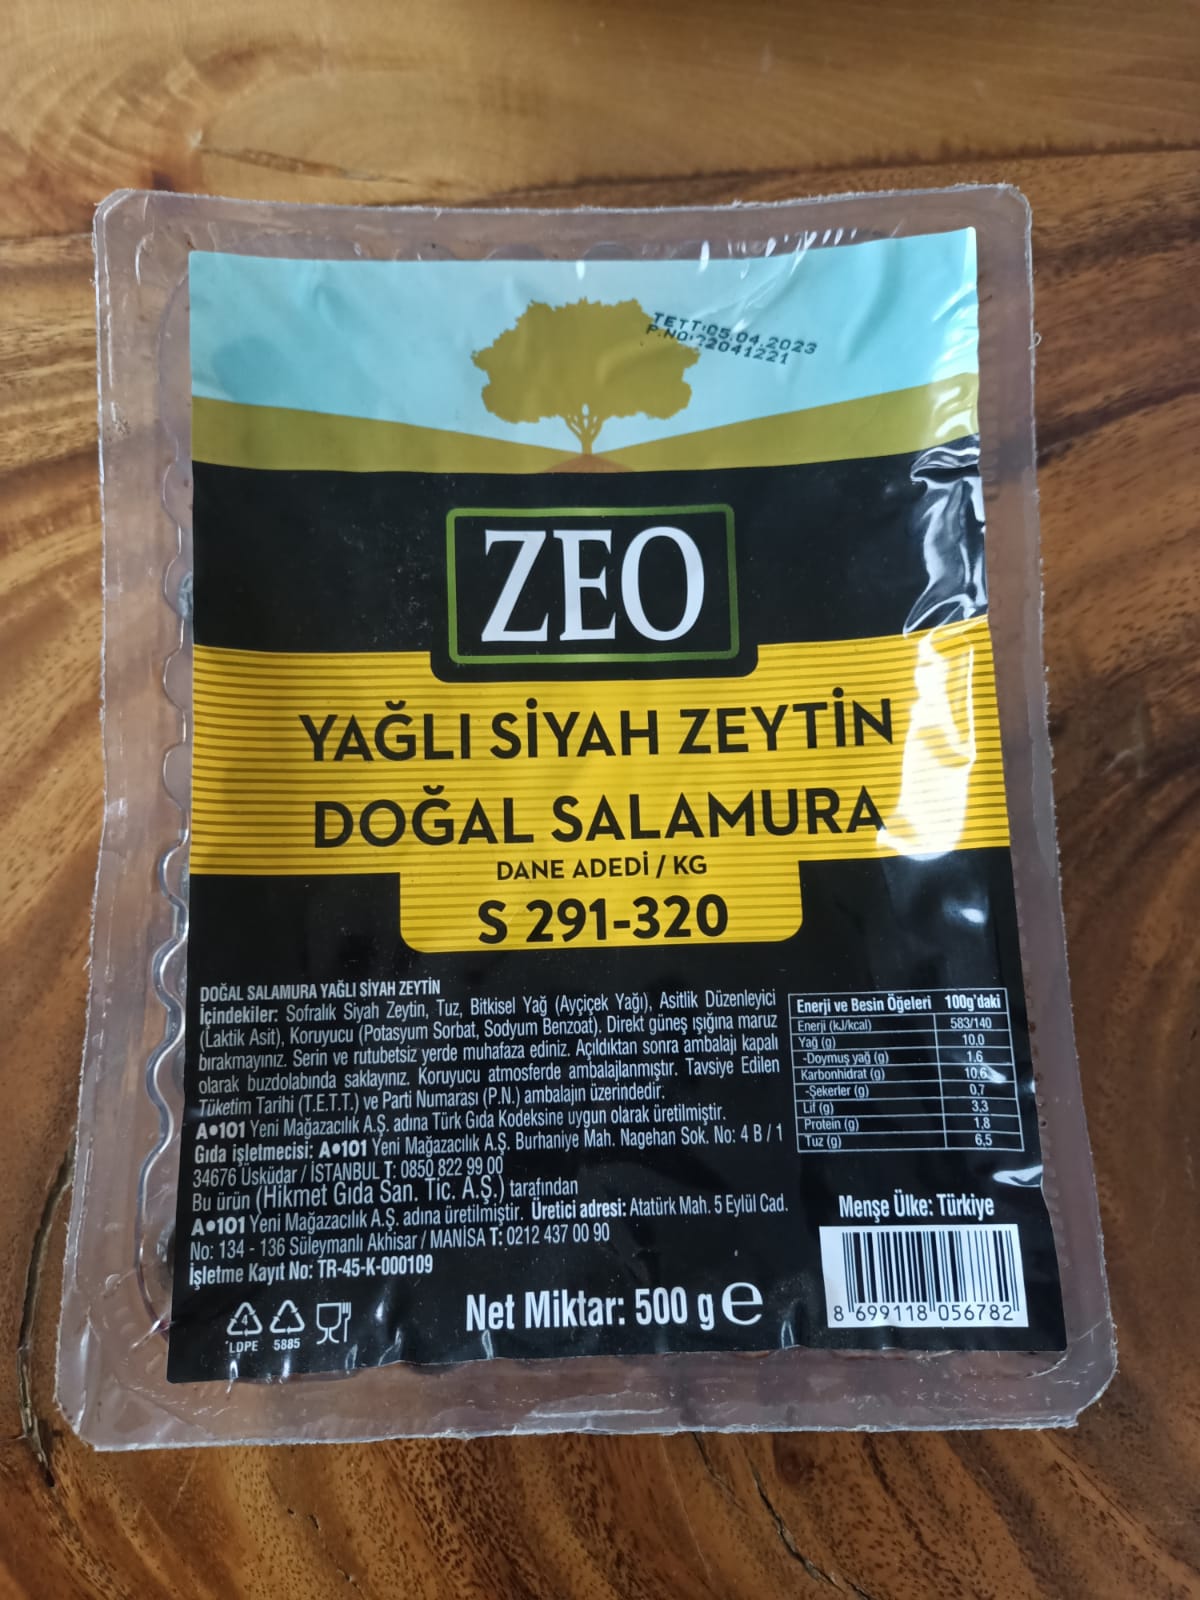 TETT:05.04.2023
P.NO:22041221
ZEO
YAĞLI SİYAH ZEYTİN
DOĞAL SALAMURA
DANE ADEDİ / KG
S 291-320
DOĞAL SALAMURA YAĞLI SİYAH ZEYTİN
İçindekiler: Sofralık Siyah Zeytin, Tuz, Bitkisel Yağ (Ayçiçek Yağı), Asitlik Düzenleyici
(Laktik Asit), Koruyucu (Potasyum Sorbat, Sodyum Benzoat). Direkt güneş ışığına maruz
bırakmayınız. Serin ve rutubetsiz yerde muhafaza ediniz. Açıldıktan sonra ambalajı kapalı
olarak buzdolabında saklayınız. Koruyucu atmosferde ambalajlanmıştır. Tavsiye Edilen
Tüketim Tarihi (T.E.T.T.) ve Parti Numarası (P.N.) ambalajın üzerindedir.
A•101 Yeni Mağazacılık A.Ş. adına Türk Gıda Kodeksine uygun olarak üretilmiştir.
Gıda işletmecisi: A•101 Yeni Mağazacılık A.Ş. Burhaniye Mah. Nagehan Sok. No: 4 B / 1
34676 Üsküdar / İSTANBUL T: 0850 822 99 00
Bu ürün (Hikmet Gıda San. Tic. A.Ş.) tarafından
A•101 Yeni Mağazacılık A.Ş. adına üretilmiştir. Üretici adresi: Atatürk Mah. 5 Eylül Cad.
No: 134 - 136 Süleymanlı Akhisar / MANİSA T: 0212 437 00 90
İşletme Kayıt No: TR-45-K-000109
Enerji ve Besin Öğeleri 100g'daki
Enerji (kJ/kcal) 583/140
Yağ (g) 10,0
-Doymuş yağ (g) 1,6
Karbonhidrat (g) 10,6
-Şekerler (g) 0,7
Lif (g) 3,3
Protein (g) 1,8
Tuz (g) 6,5
Menşe Ülke: Türkiye
8 699118 056782
4
LDPE 5885
Net Miktar: 500 g e